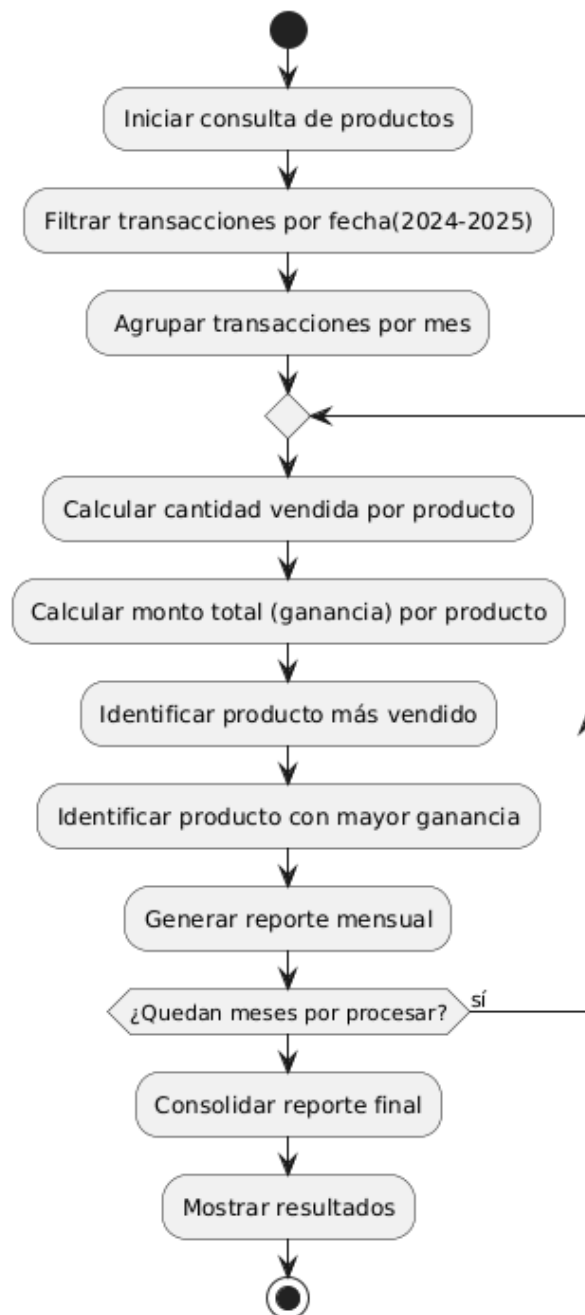 Iniciar consulta de productos
Filtrar transacciones por fecha(2024-2025)
Agrupar transacciones por mes
Calcular cantidad vendida por producto
Calcular monto total (ganancia) por producto
Identificar producto más vendido
Identificar producto con mayor ganancia
Generar reporte mensual
¿Quedan meses por procesar?
sí
Consolidar reporte final
Mostrar resultados